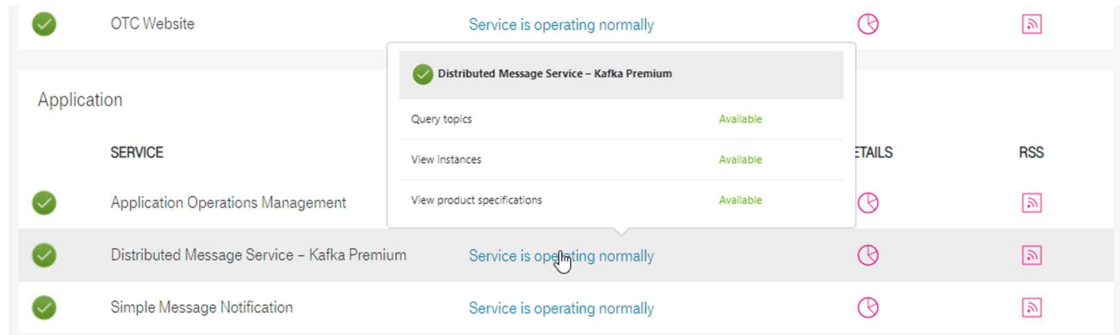 OTC Website Service is operating normally
Distributed Message Service – Kafka Premium
Query topics Available
View instances Available
View product specifications Available
Application
SERVICE ETAILS RSS
Application Operations Management
Distributed Message Service – Kafka Premium Service is operating normally
Simple Message Notification Service is operating normally